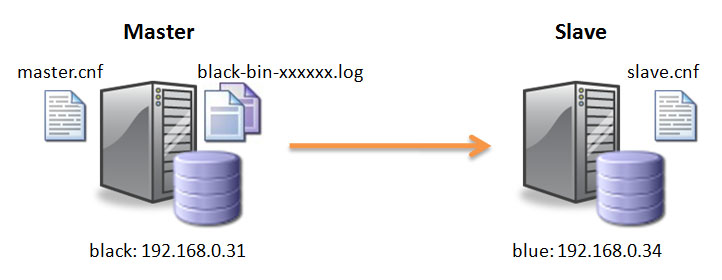 Master
Slave
master.cnf
black-bin-xxxxxx.log
slave.cnf
black: 192.168.0.31
blue: 192.168.0.34